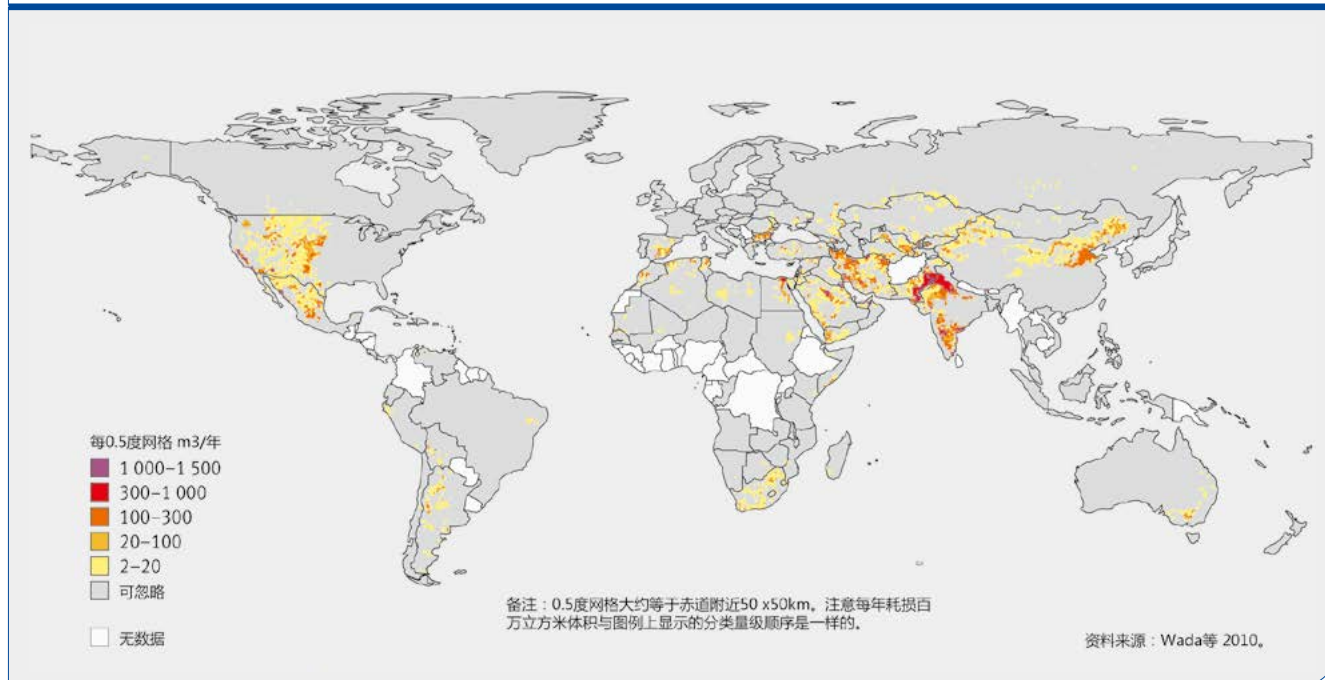 每0.5度网格 m3/年
1 000–1 500
300–1 000
100–300
20–100
2–20
可忽略
无数据
备注：0.5度网格大约等于赤道附近50 x50km。注意每年耗损百
万立方米体积与图例上显示的分类量级顺序是一样的。
资料来源：Wada等 2010。